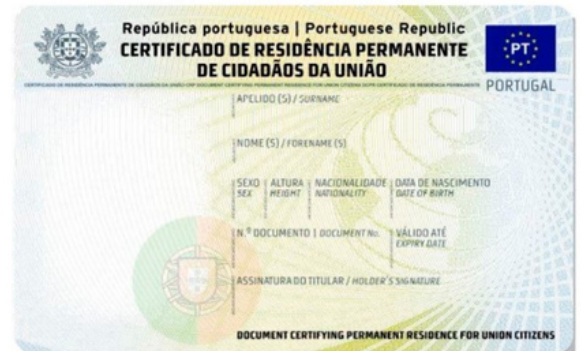 República portuguesa | Portuguese Republic
CERTIFICADO DE RESIDÊNCIA PERMANENTE
DE CIDADÃOS DA UNIÃO
PT
PORTUGAL
APELIDO (S) / SURNAME
NOME (S) / FORENAME (S)
SEXO ALTURA NACIONALIDADE DATA DE NASCIMENTO
SEX HEIGHT NATIONALITY DATE OF BIRTH
N.º DOCUMENTO | DOCUMENT No. VÁLIDO ATÉ
EXPIRY DATE
ASSINATURA DO TITULAR / HOLDER'S SIGNATURE
DOCUMENT CERTIFYING PERMANENT RESIDENCE FOR UNION CITIZENS